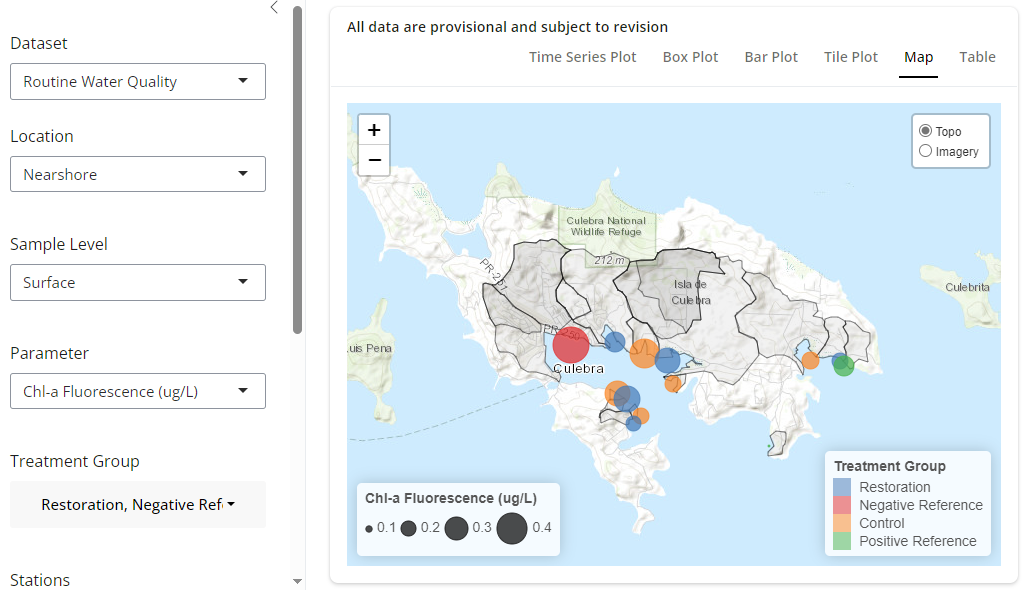 Dataset
Routine Water Quality
Location
Nearshore
Sample Level
Surface
Parameter
Chl-a Fluorescence (ug/L)
Treatment Group
Restoration, Negative Ref
Stations
All data are provisional and subject to revision
Time Series Plot Box Plot Bar Plot Tile Plot Map Table
+
−
Topo
Imagery
Culebra National
Wildlife Refuge
212 m
PR-251
Isla de
Culebra
Culebrita
uis Pena
PR-250
Culebra
Chl-a Fluorescence (ug/L)
0.1 0.2 0.3 0.4
Treatment Group
Restoration
Negative Reference
Control
Positive Reference